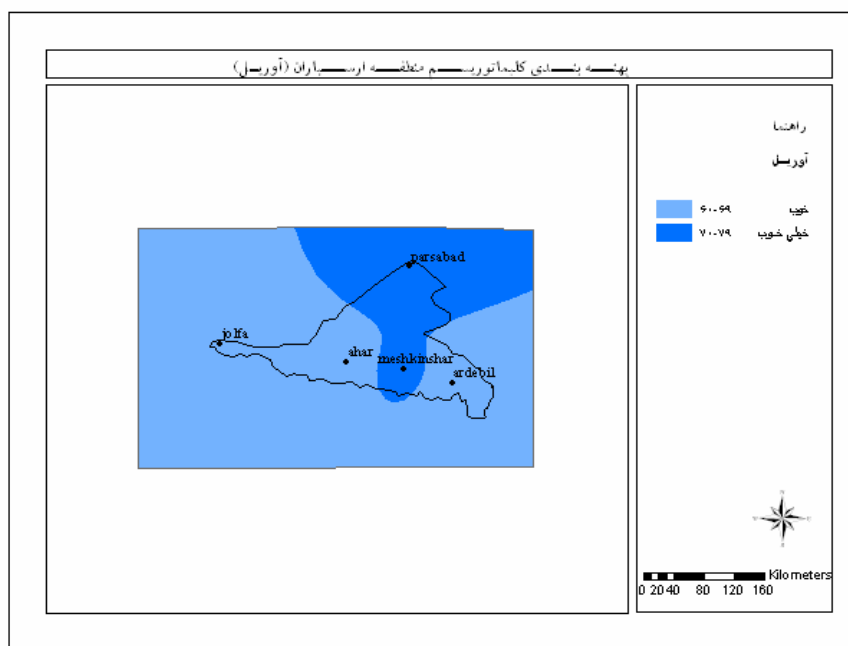 پهنه بندی کلیماتوریسم منطقه ارسباران (آوریل)
راهنما
آوریل
خوب ۶۰-۶۹
خیلی خوب ۷۰-۷۹
parsabad
jolfa
ahar
meshkinshar
ardebil
Kilometers
0 20 40 80 120 160